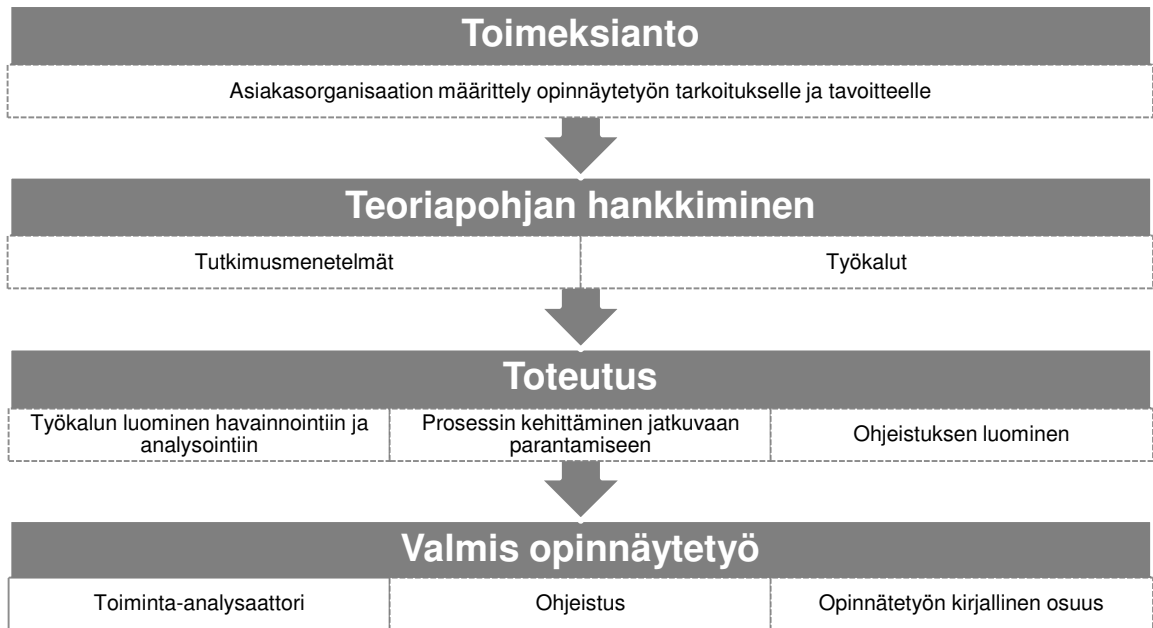 Toimeksianto
Asiakasorganisaation määrittely opinnäytetyön tarkoitukselle ja tavoitteelle
Teoriapohjan hankkiminen
Tutkimusmenetelmät
Työkalut
Toteutus
Työkalun luominen havainnointiin ja
analysointiin
Prosessin kehittäminen jatkuvaan
parantamiseen
Ohjeistuksen luominen
Valmis opinnäytetyö
Toiminta-analysaattori
Ohjeistus
Opinnätetyön kirjallinen osuus